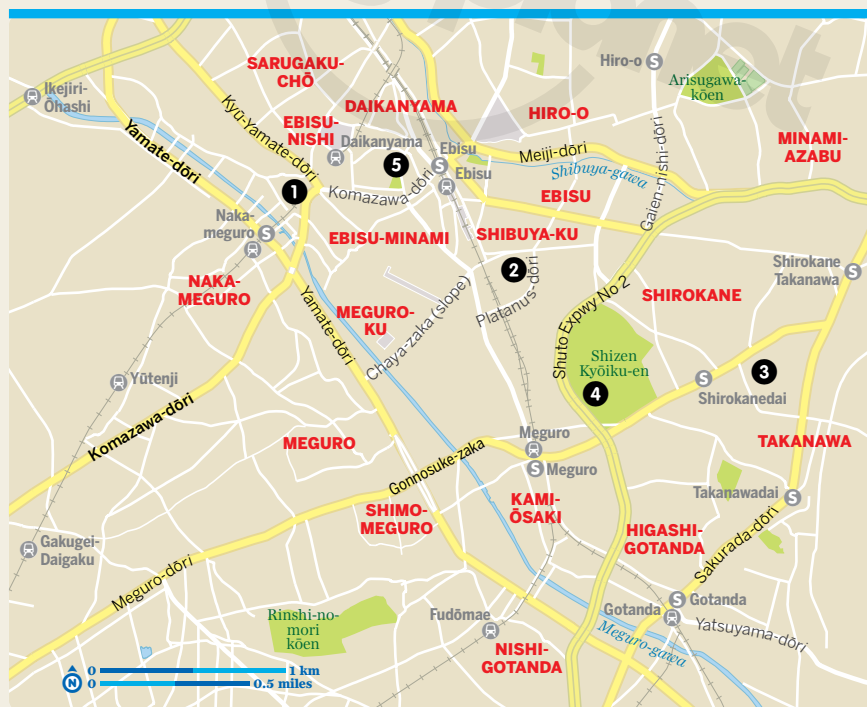 SARUGAKU-
CHŌ
Hiro-o
S
Ikejiri-
Ōhashi
Kyū-Yamate-dōri
Arisugawa-
kōen
DAIKANYAMA
HIRO-O
EBISU-
NISHI
Daikanyama
Yamate-dōri
Ebisu
S
Ebisu
Meiji-dōri
Shibuya-gawa
MINAMI-
AZABU
5
1
Komazawa-dōri
EBISU
Gaien-nishi-dōri
Naka-
meguro
S
EBISU-MINAMI
SHIBUYA-KU
2
Platanus-dōri
Shirokane
Takanawa
S
NAKA-
MEGURO
Yamate-dōri
MEGURO-
KU
Chaya-zaka (slope)
Shuto Expwy No 2
SHIROKANE
Shizen
Kyōiku-en
4
3
S
Shirokanedai
Yūtenji
Komazawa-dōri
MEGURO
Gonnosuke-zaka
Meguro
S
Meguro
TAKANAWA
SHIMO-
MEGURO
KAMI-
ŌSAKI
Takanawadai
S
HIGASHI-
GOTANDA
Sakurada-dōri
Gakugei-
Daigaku
Meguro-dōri
Rinshi-no-
mori
kōen
Fudōmae
S
Gotanda
Gotanda
Meguro-gawa
Yatsuyama-dōri
NISHI-
GOTANDA
N
0
1 km
0
0.5 miles